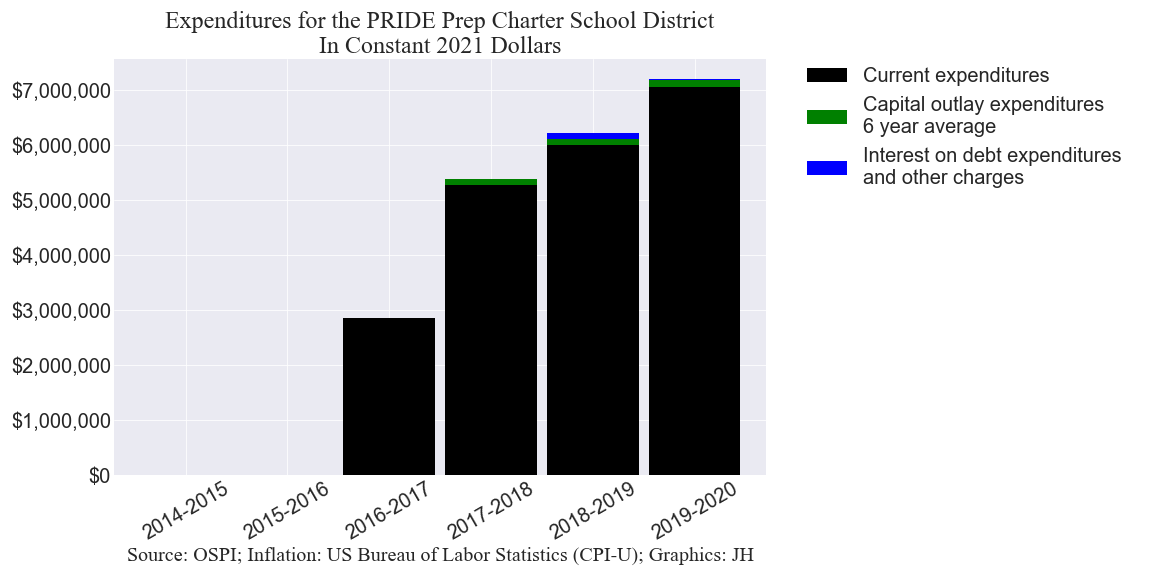 Expenditures for the PRIDE Prep Charter School District
In Constant 2021 Dollars
$7,000,000
$6,000,000
$5,000,000
$4,000,000
$3,000,000
$2,000,000
$1,000,000
$0
2014-2015
2015-2016
2016-2017
2017-2018
2018-2019
2019-2020
Current expenditures
Capital outlay expenditures
6 year average
Interest on debt expenditures
and other charges
Source: OSPI; Inflation: US Bureau of Labor Statistics (CPI-U); Graphics: JH